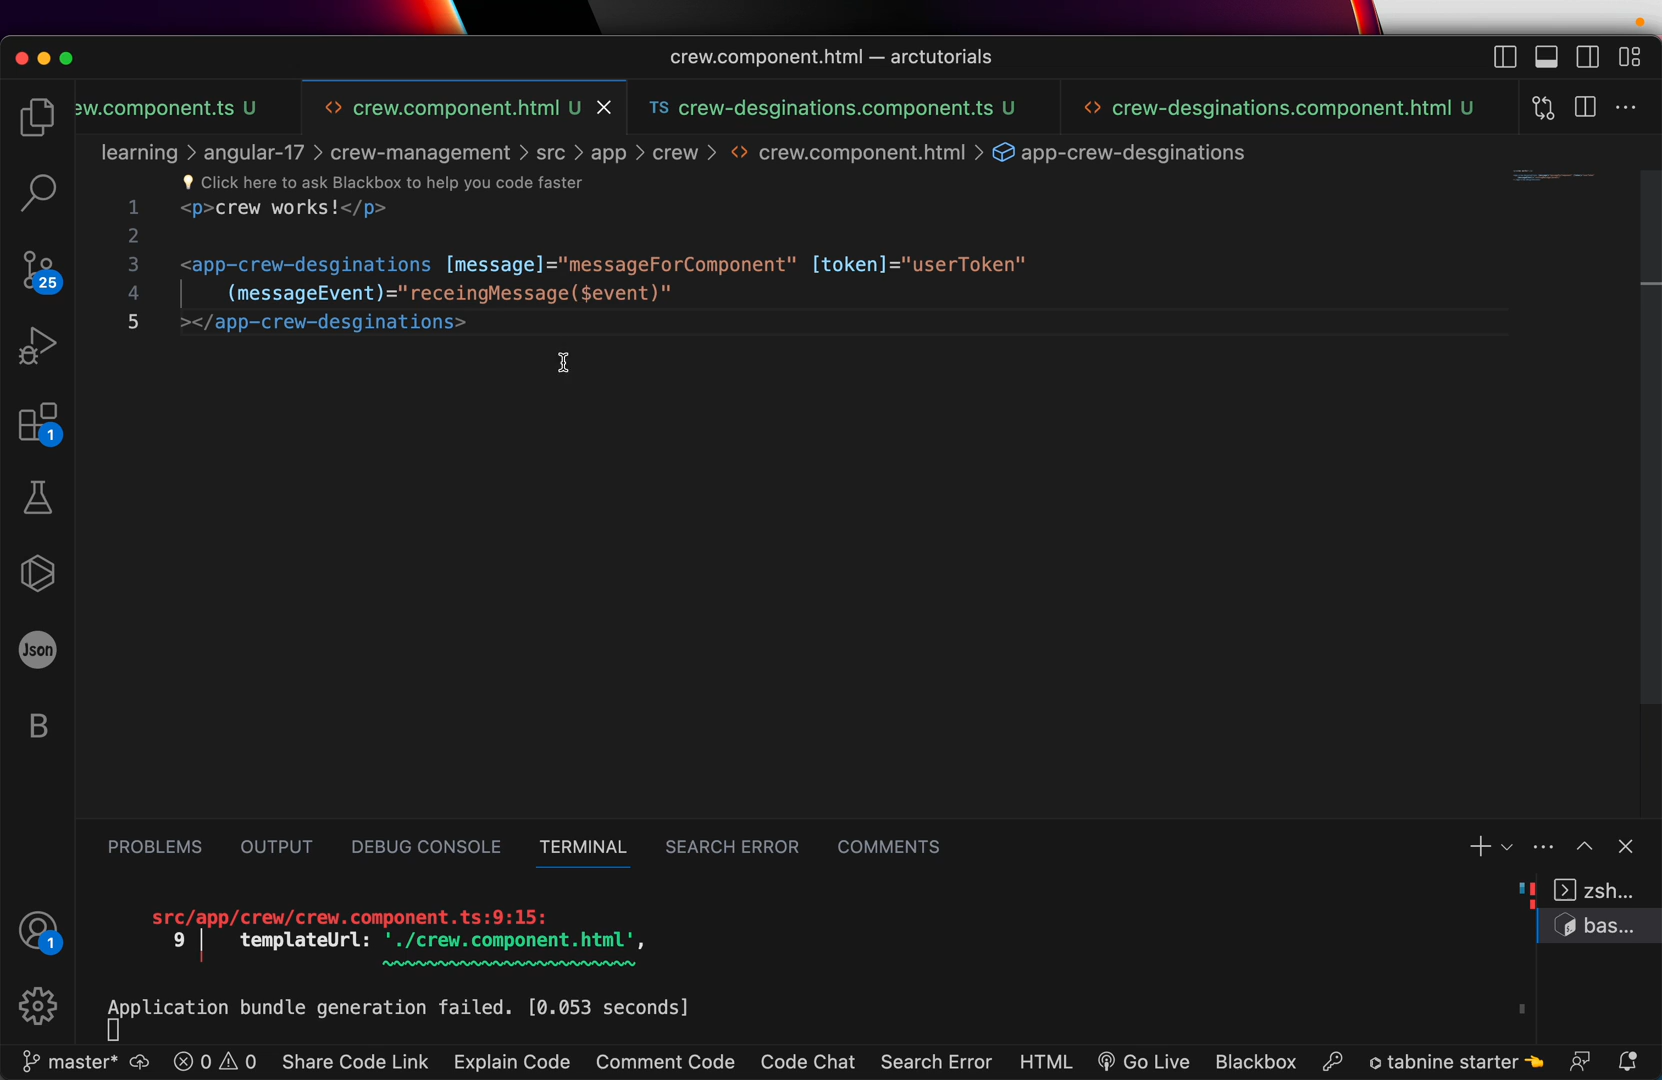 crew.component.html — arctutorials
ew.component.ts U
<> crew.component.html U
TS crew-desginations.component.ts U
<> crew-desginations.component.html U
learning > angular-17 > crew-management > src > app > crew > <> crew.component.html > app-crew-desginations
Click here to ask Blackbox to help you code faster
1 <p>crew works!</p>
2
3 <app-crew-desginations [message]="messageForComponent" [token]="userToken"
4 (messageEvent)="receingMessage($event)"
5 ></app-crew-desginations>
25
1
Json
B
1
PROBLEMS OUTPUT DEBUG CONSOLE TERMINAL SEARCH ERROR COMMENTS
zsh...
bas...
src/app/crew/crew.component.ts:9:15:
9 │ templateUrl: './crew.component.html',
Application bundle generation failed. [0.053 seconds]
master* 0 0 Share Code Link Explain Code Comment Code Code Chat Search Error HTML Go Live Blackbox tabnine starter